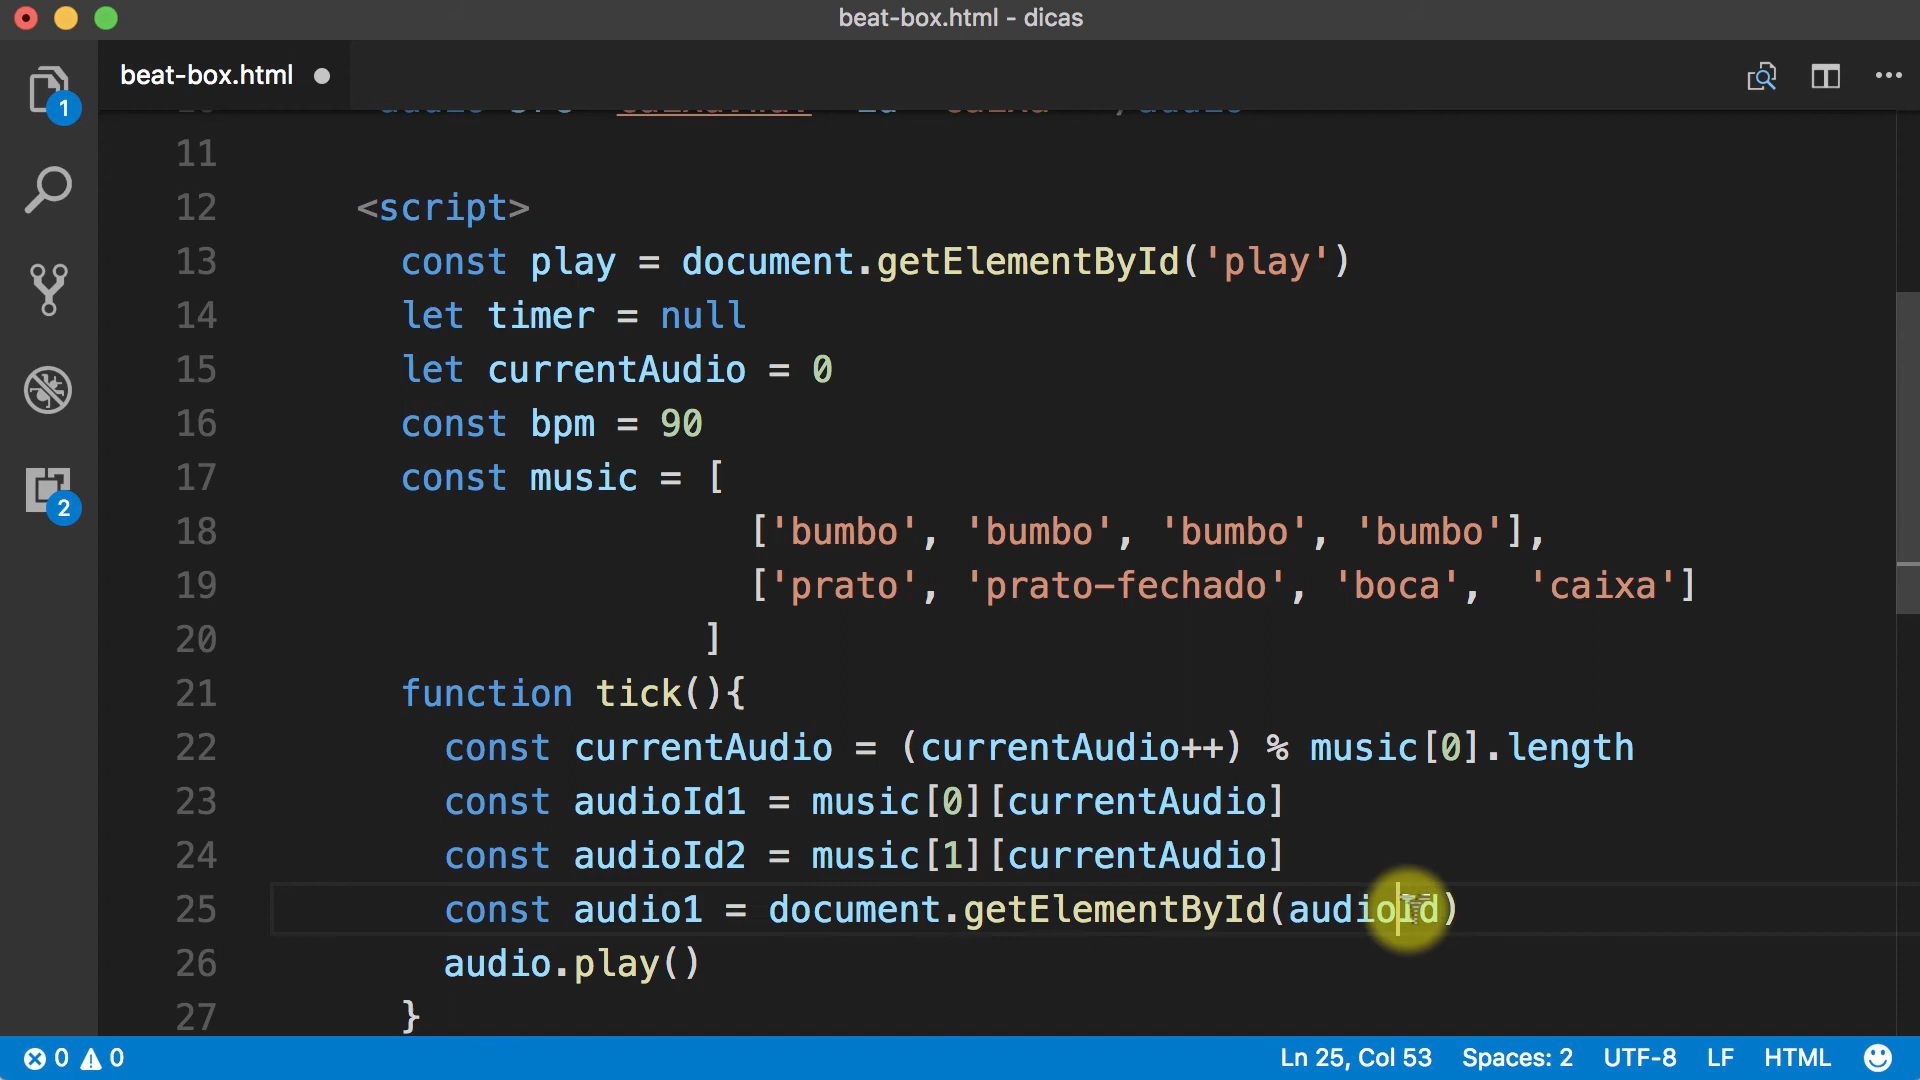 beat-box.html - dicas
beat-box.html
1
2
11
12 <script>
13 const play = document.getElementById('play')
14 let timer = null
15 let currentAudio = 0
16 const bpm = 90
17 const music = [
18 ['bumbo', 'bumbo', 'bumbo', 'bumbo'],
19 ['prato', 'prato-fechado', 'boca', 'caixa']
20 ]
21 function tick(){
22 const currentAudio = (currentAudio++) % music[0].length
23 const audioId1 = music[0][currentAudio]
24 const audioId2 = music[1][currentAudio]
25 const audio1 = document.getElementById(audioId)
26 audio.play()
27 }
0 0 Ln 25, Col 53 Spaces: 2 UTF-8 LF HTML